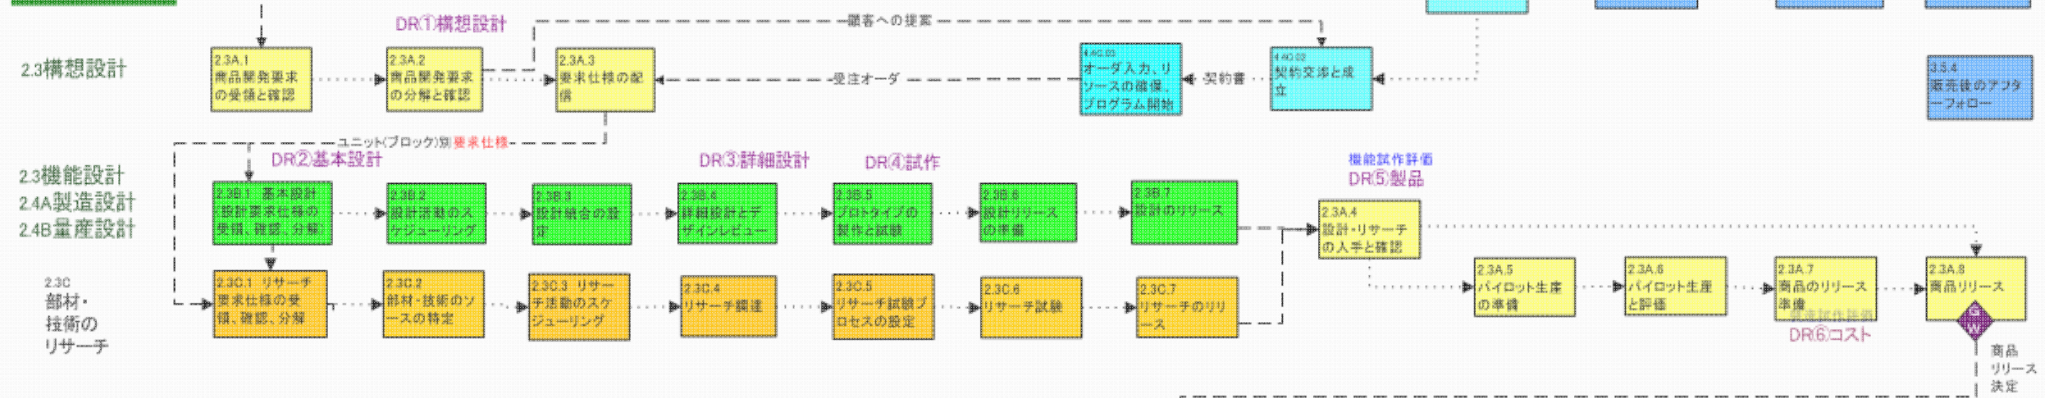 DR①構想設計
顧客への提案
2.3構想設計
2.3A.1
商品開発要求
の受領と確認
2.3A.2
商品開発要求
の分解と確認
2.3A.3
要求仕様の配
信
受注オーダ
オーダ入力、リ
ソースの確保、
プログラム開始
契約書
契約交渉と成
立
3.5.4
販売後のアフタ
ーフォロー
ユニット(ブロック)別要求仕様
DR②基本設計
DR③詳細設計
DR④試作
機能試作評価
DR⑤製品
2.3機能設計
2.4A製造設計
2.4B量産設計
2.3B.1 基本設計
(設計要求仕様の
受領、確認、分解)
2.3B.2
設計活動のス
ケジューリング
2.3B.3
設計統合の設
定
2.3B.4
詳細設計とデ
ザインレビュー
2.3B.5
プロトタイプの
製作と試験
2.3B.6
設計リリース
の準備
2.3B.7
設計のリリース
2.3A.4
設計・リサーチ
の入手と確認
2.3A.5
パイロット生産
の準備
2.3A.6
パイロット生産
と評価
2.3A.7
商品のリリース
準備
2.3A.8
商品リリース
2.3C
部材・
技術の
リサーチ
2.3C.1 リサーチ
要求仕様の受
領、確認、分解
2.3C.2
部材・技術のソ
ースの特定
2.3C.3 リサー
チ活動のスケ
ジューリング
2.3C.4
リサーチ調達
2.3C.5
リサーチ試験プ
ロセスの設定
2.3C.6
リサーチ試験
2.3C.7
リサーチのリリ
ース
DR⑥コスト
商品
リリース
決定